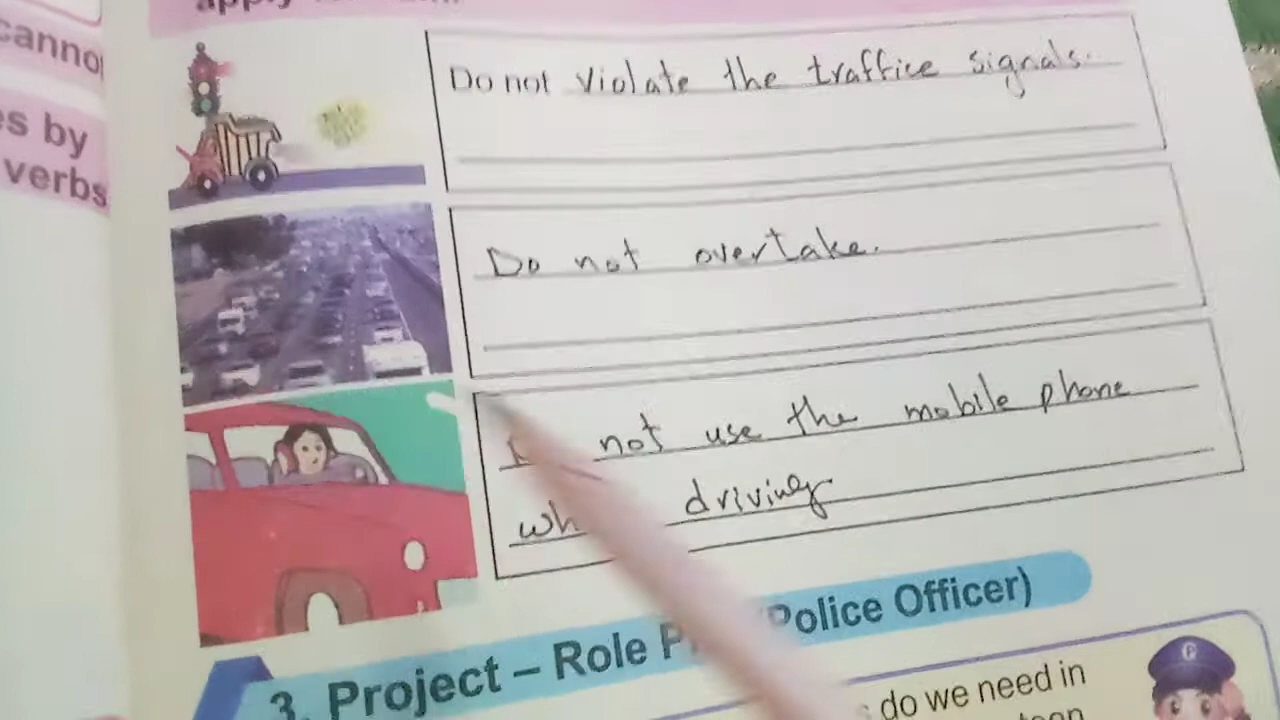 canno
es by
verbs
Do not violate the traffice signals.
Do not overtake.
not use the mobile phone
driving
3. Project – Role (Police Officer)
do we need in